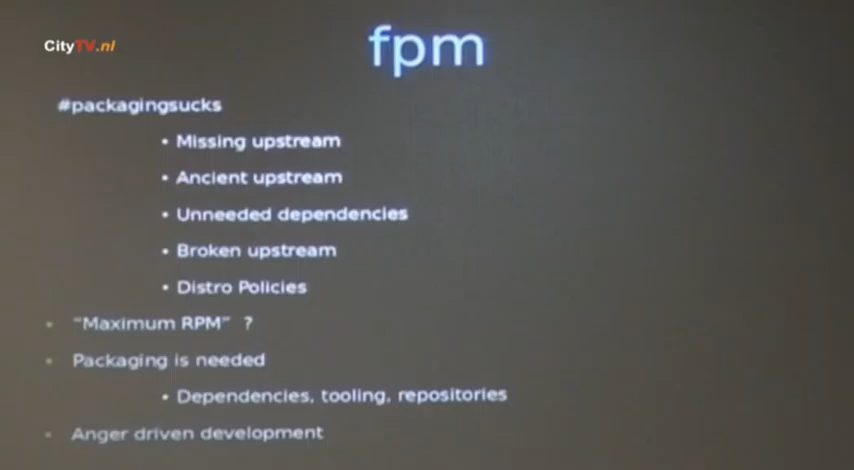 CityTV.nl
fpm
#packagingsucks
• Missing upstream
• Ancient upstream
• Unneeded dependencies
• Broken upstream
• Distro Policies
• "Maximum RPM" ?
• Packaging is needed
• Dependencies, tooling, repositories
• Anger driven development